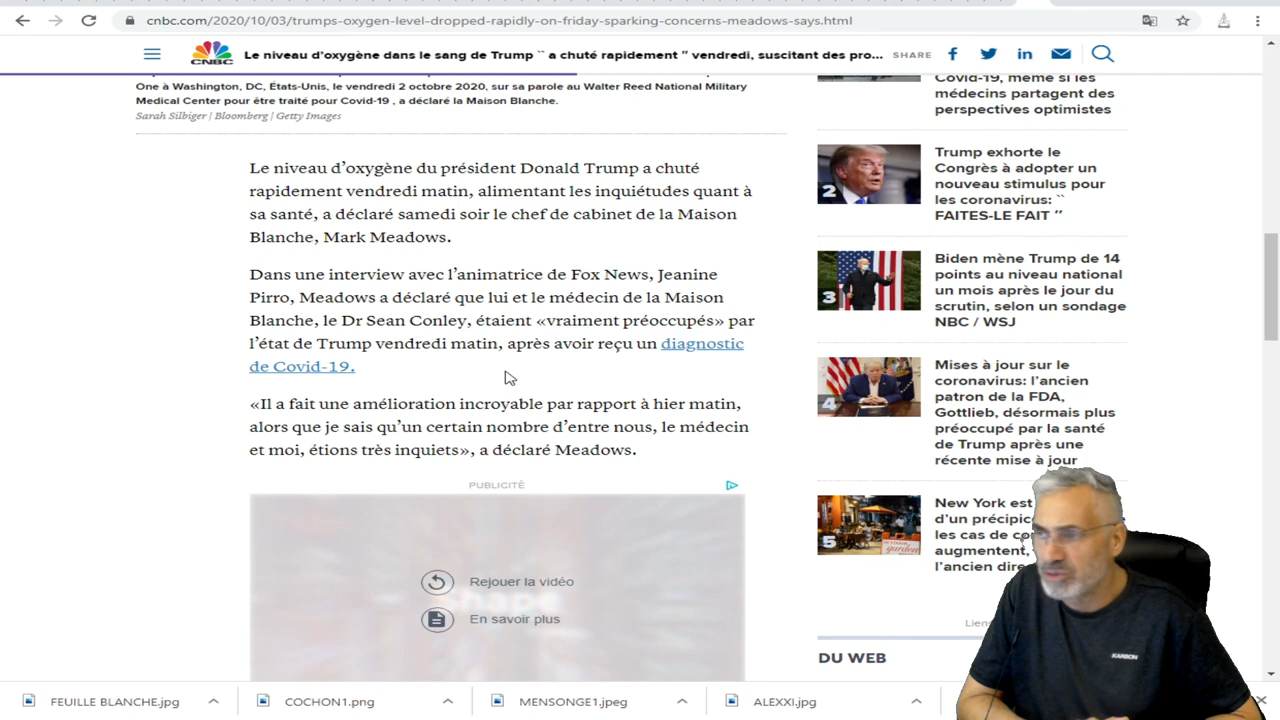 cnbc.com/2020/10/03/trumps-oxygen-level-dropped-rapidly-on-friday-sparking-concerns-meadows-says.html
CNBC
Le niveau d'oxygène dans le sang de Trump `` a chuté rapidement '' vendredi, suscitant des pro...
SHARE
One à Washington, DC, États-Unis, le vendredi 2 octobre 2020, sur sa parole au Walter Reed National Military
Medical Center pour être traité pour Covid-19 , a déclaré la Maison Blanche.
Sarah Silbiger | Bloomberg | Getty Images
Le niveau d'oxygène du président Donald Trump a chuté
rapidement vendredi matin, alimentant les inquiétudes quant à
sa santé, a déclaré samedi soir le chef de cabinet de la Maison
Blanche, Mark Meadows.
Dans une interview avec l'animatrice de Fox News, Jeanine
Pirro, Meadows a déclaré que lui et le médecin de la Maison
Blanche, le Dr Sean Conley, étaient «vraiment préoccupés» par
l'état de Trump vendredi matin, après avoir reçu un diagnostic
de Covid-19.
«Il a fait une amélioration incroyable par rapport à hier matin,
alors que je sais qu'un certain nombre d'entre nous, le médecin
et moi, étions très inquiets», a déclaré Meadows.
PUBLICITÉ
Rejouer la vidéo
En savoir plus
Covid-19, même si les
médecins partagent des
perspectives optimistes
2
Trump exhorte le
Congrès à adopter un
nouveau stimulus pour
les coronavirus: ``
FAITES-LE FAIT ''
3
Biden mène Trump de 14
points au niveau national
un mois après le jour du
scrutin, selon un sondage
NBC / WSJ
4
Mises à jour sur le
coronavirus: l'ancien
patron de la FDA,
Gottlieb, désormais plus
préoccupé par la santé
de Trump après une
récente mise à jour
5
New York est
d'un précipic
les cas de co
augmentent,
l'ancien dire
Liens
DU WEB
KARBON
FEUILLE BLANCHE.jpg
COCHON1.png
MENSONGE1.jpeg
ALEXXI.jpg